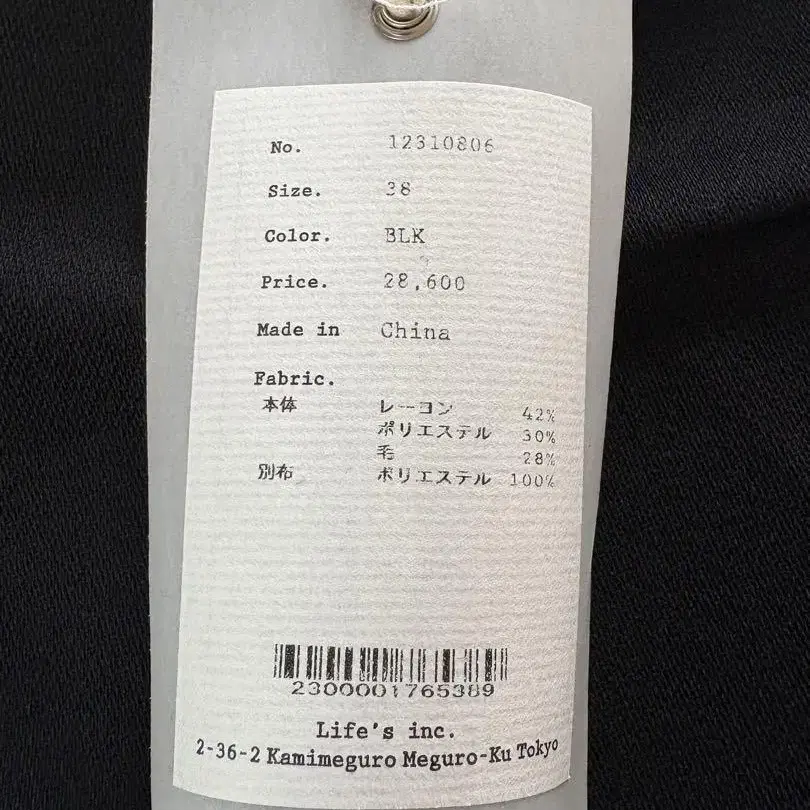 No. 12310806
Size. 38
Color. BLK
Price. 28,600
Made in China
Fabric.
本体 レーヨン 42%
ポリエステル 30%
毛 28%
別布 ポリエステル 100%
2300001765389
Life's inc.
2-36-2 Kamimeguro Meguro-Ku Tokyo